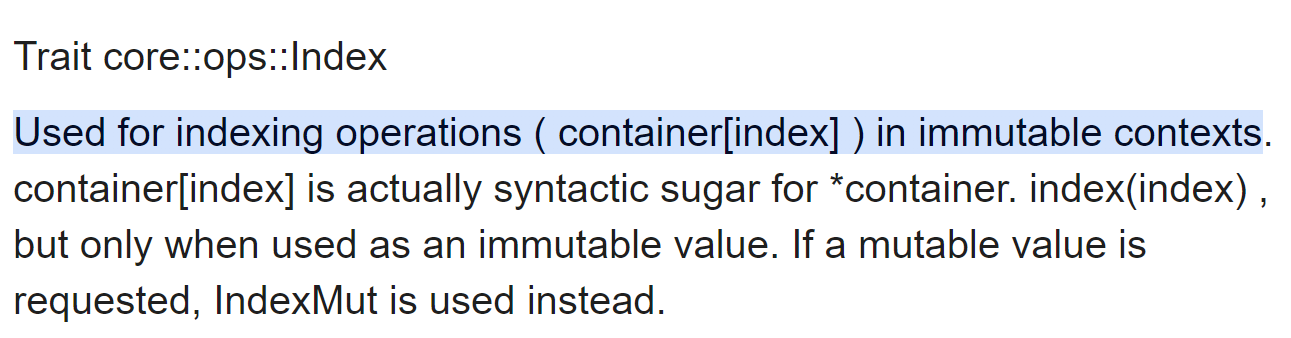 Trait core::ops::Index
Used for indexing operations ( container[index] ) in immutable contexts.
container[index] is actually syntactic sugar for *container. index(index) ,
but only when used as an immutable value. If a mutable value is
requested, IndexMut is used instead.